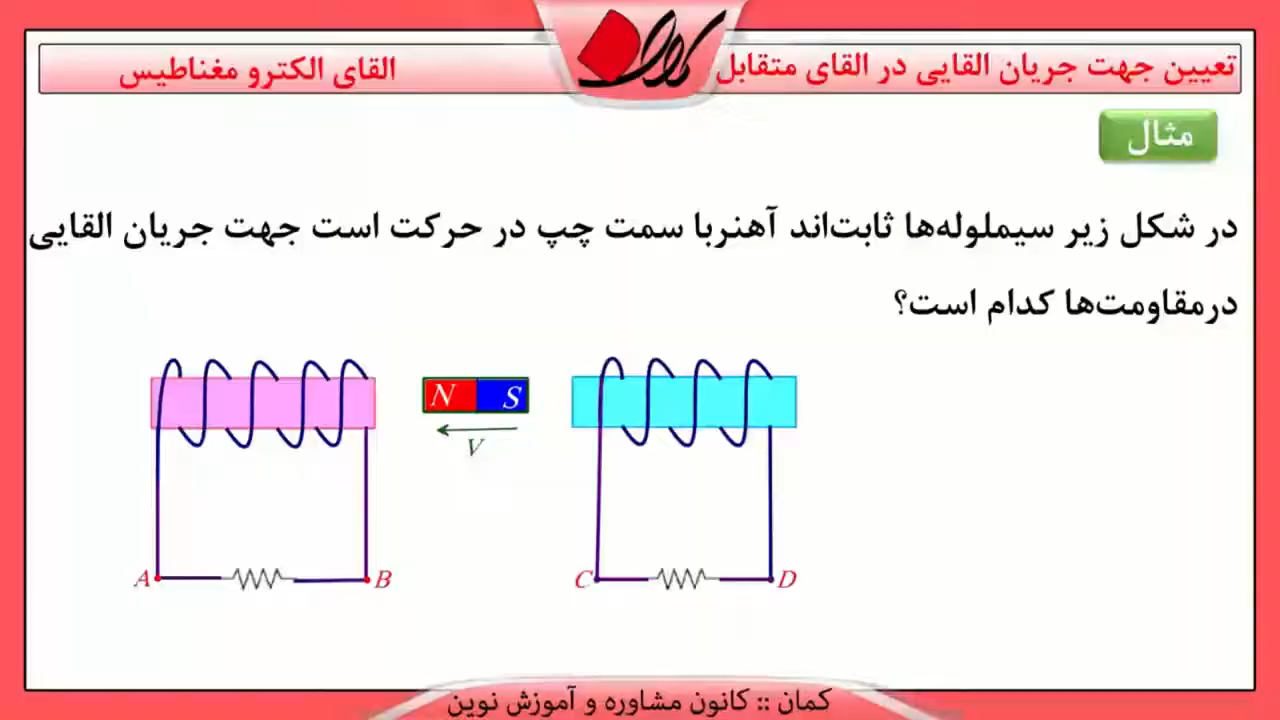 تعیین جهت جریان القایی در القای متقابل
القای الکترو مغناطیس
مثال
در شکل زیر سیملوله‌ها ثابت‌اند آهنربا سمت چپ در حرکت است جهت جریان القایی
درمقاومت‌ها کدام است؟
N S
V
A B
C D
کمان :: کانون مشاوره و آموزش نوین